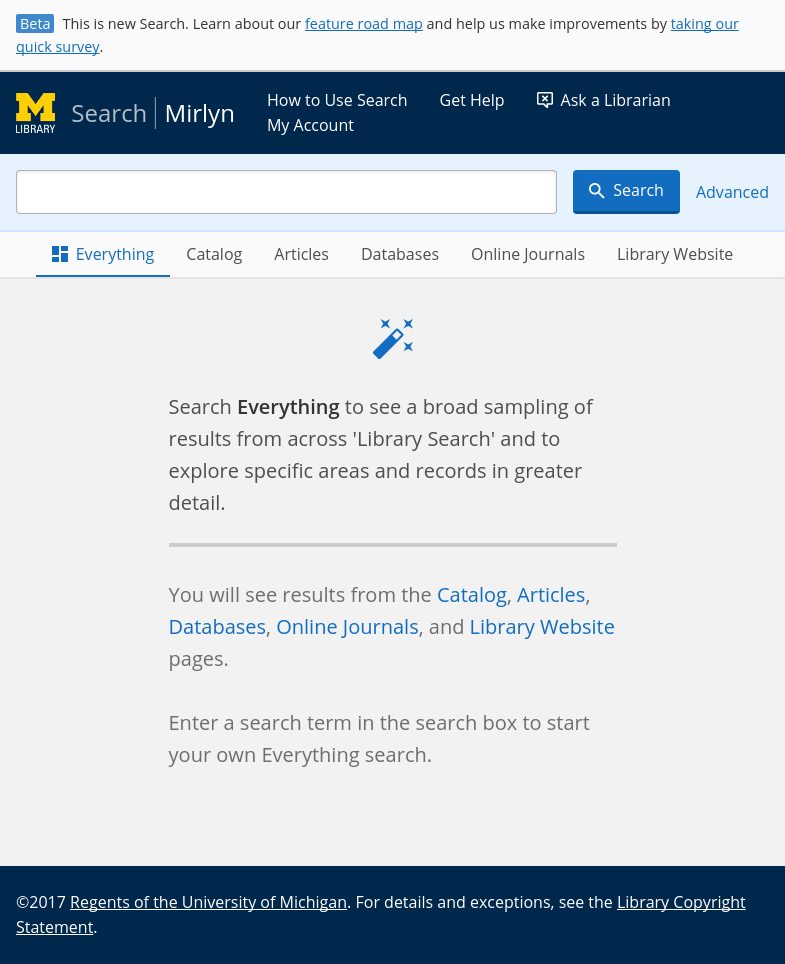 Beta This is new Search. Learn about our feature road map and help us make improvements by taking our
quick survey.
M
LIBRARY
Search | Mirlyn
How to Use Search
Get Help
Ask a Librarian
My Account
Search
Advanced
Everything
Catalog
Articles
Databases
Online Journals
Library Website
Search Everything to see a broad sampling of
results from across 'Library Search' and to
explore specific areas and records in greater
detail.
You will see results from the Catalog, Articles,
Databases, Online Journals, and Library Website
pages.
Enter a search term in the search box to start
your own Everything search.
©2017 Regents of the University of Michigan. For details and exceptions, see the Library Copyright
Statement.